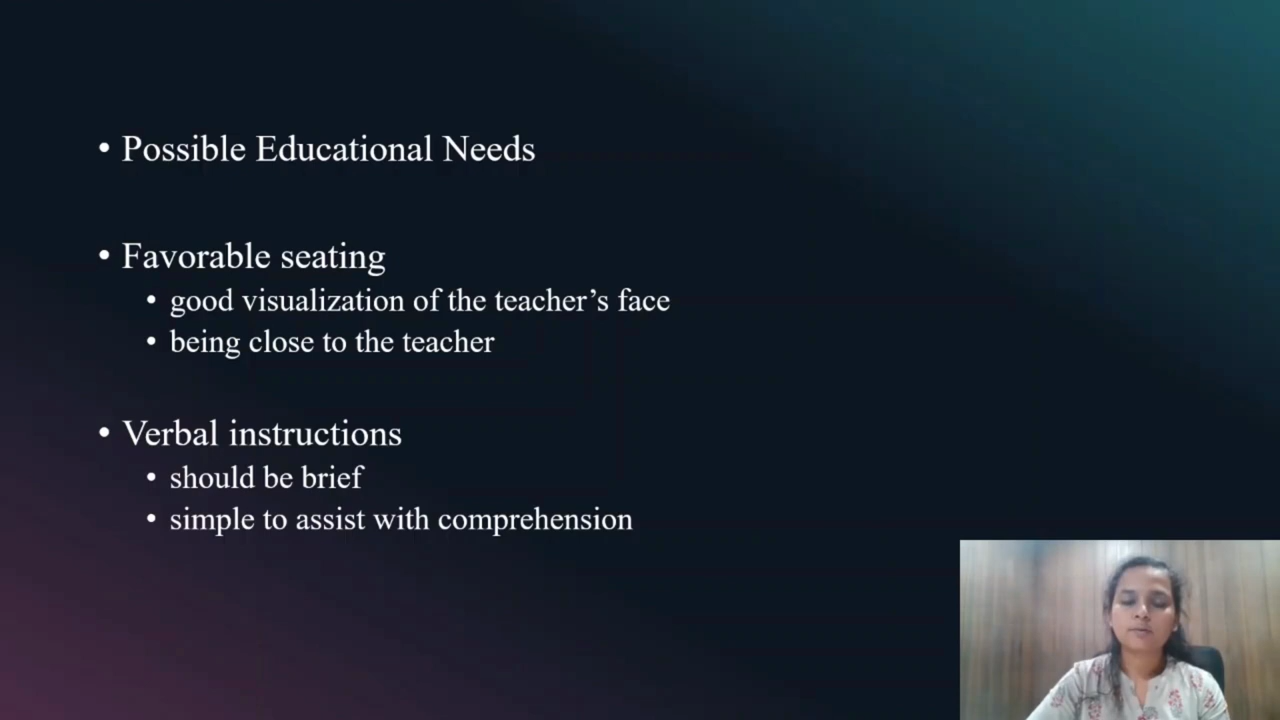 • Possible Educational Needs
• Favorable seating
• good visualization of the teacher’s face
• being close to the teacher
• Verbal instructions
• should be brief
• simple to assist with comprehension